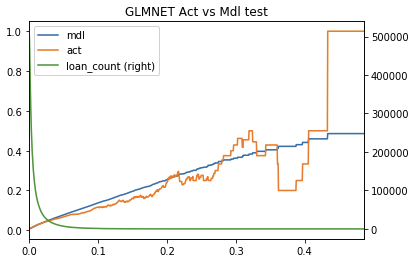 GLMNET Act vs Mdl test
mdl
act
loan_count (right)
1.0
0.8
0.6
0.4
0.2
0.0
500000
400000
300000
200000
100000
0
0.0 0.1 0.2 0.3 0.4